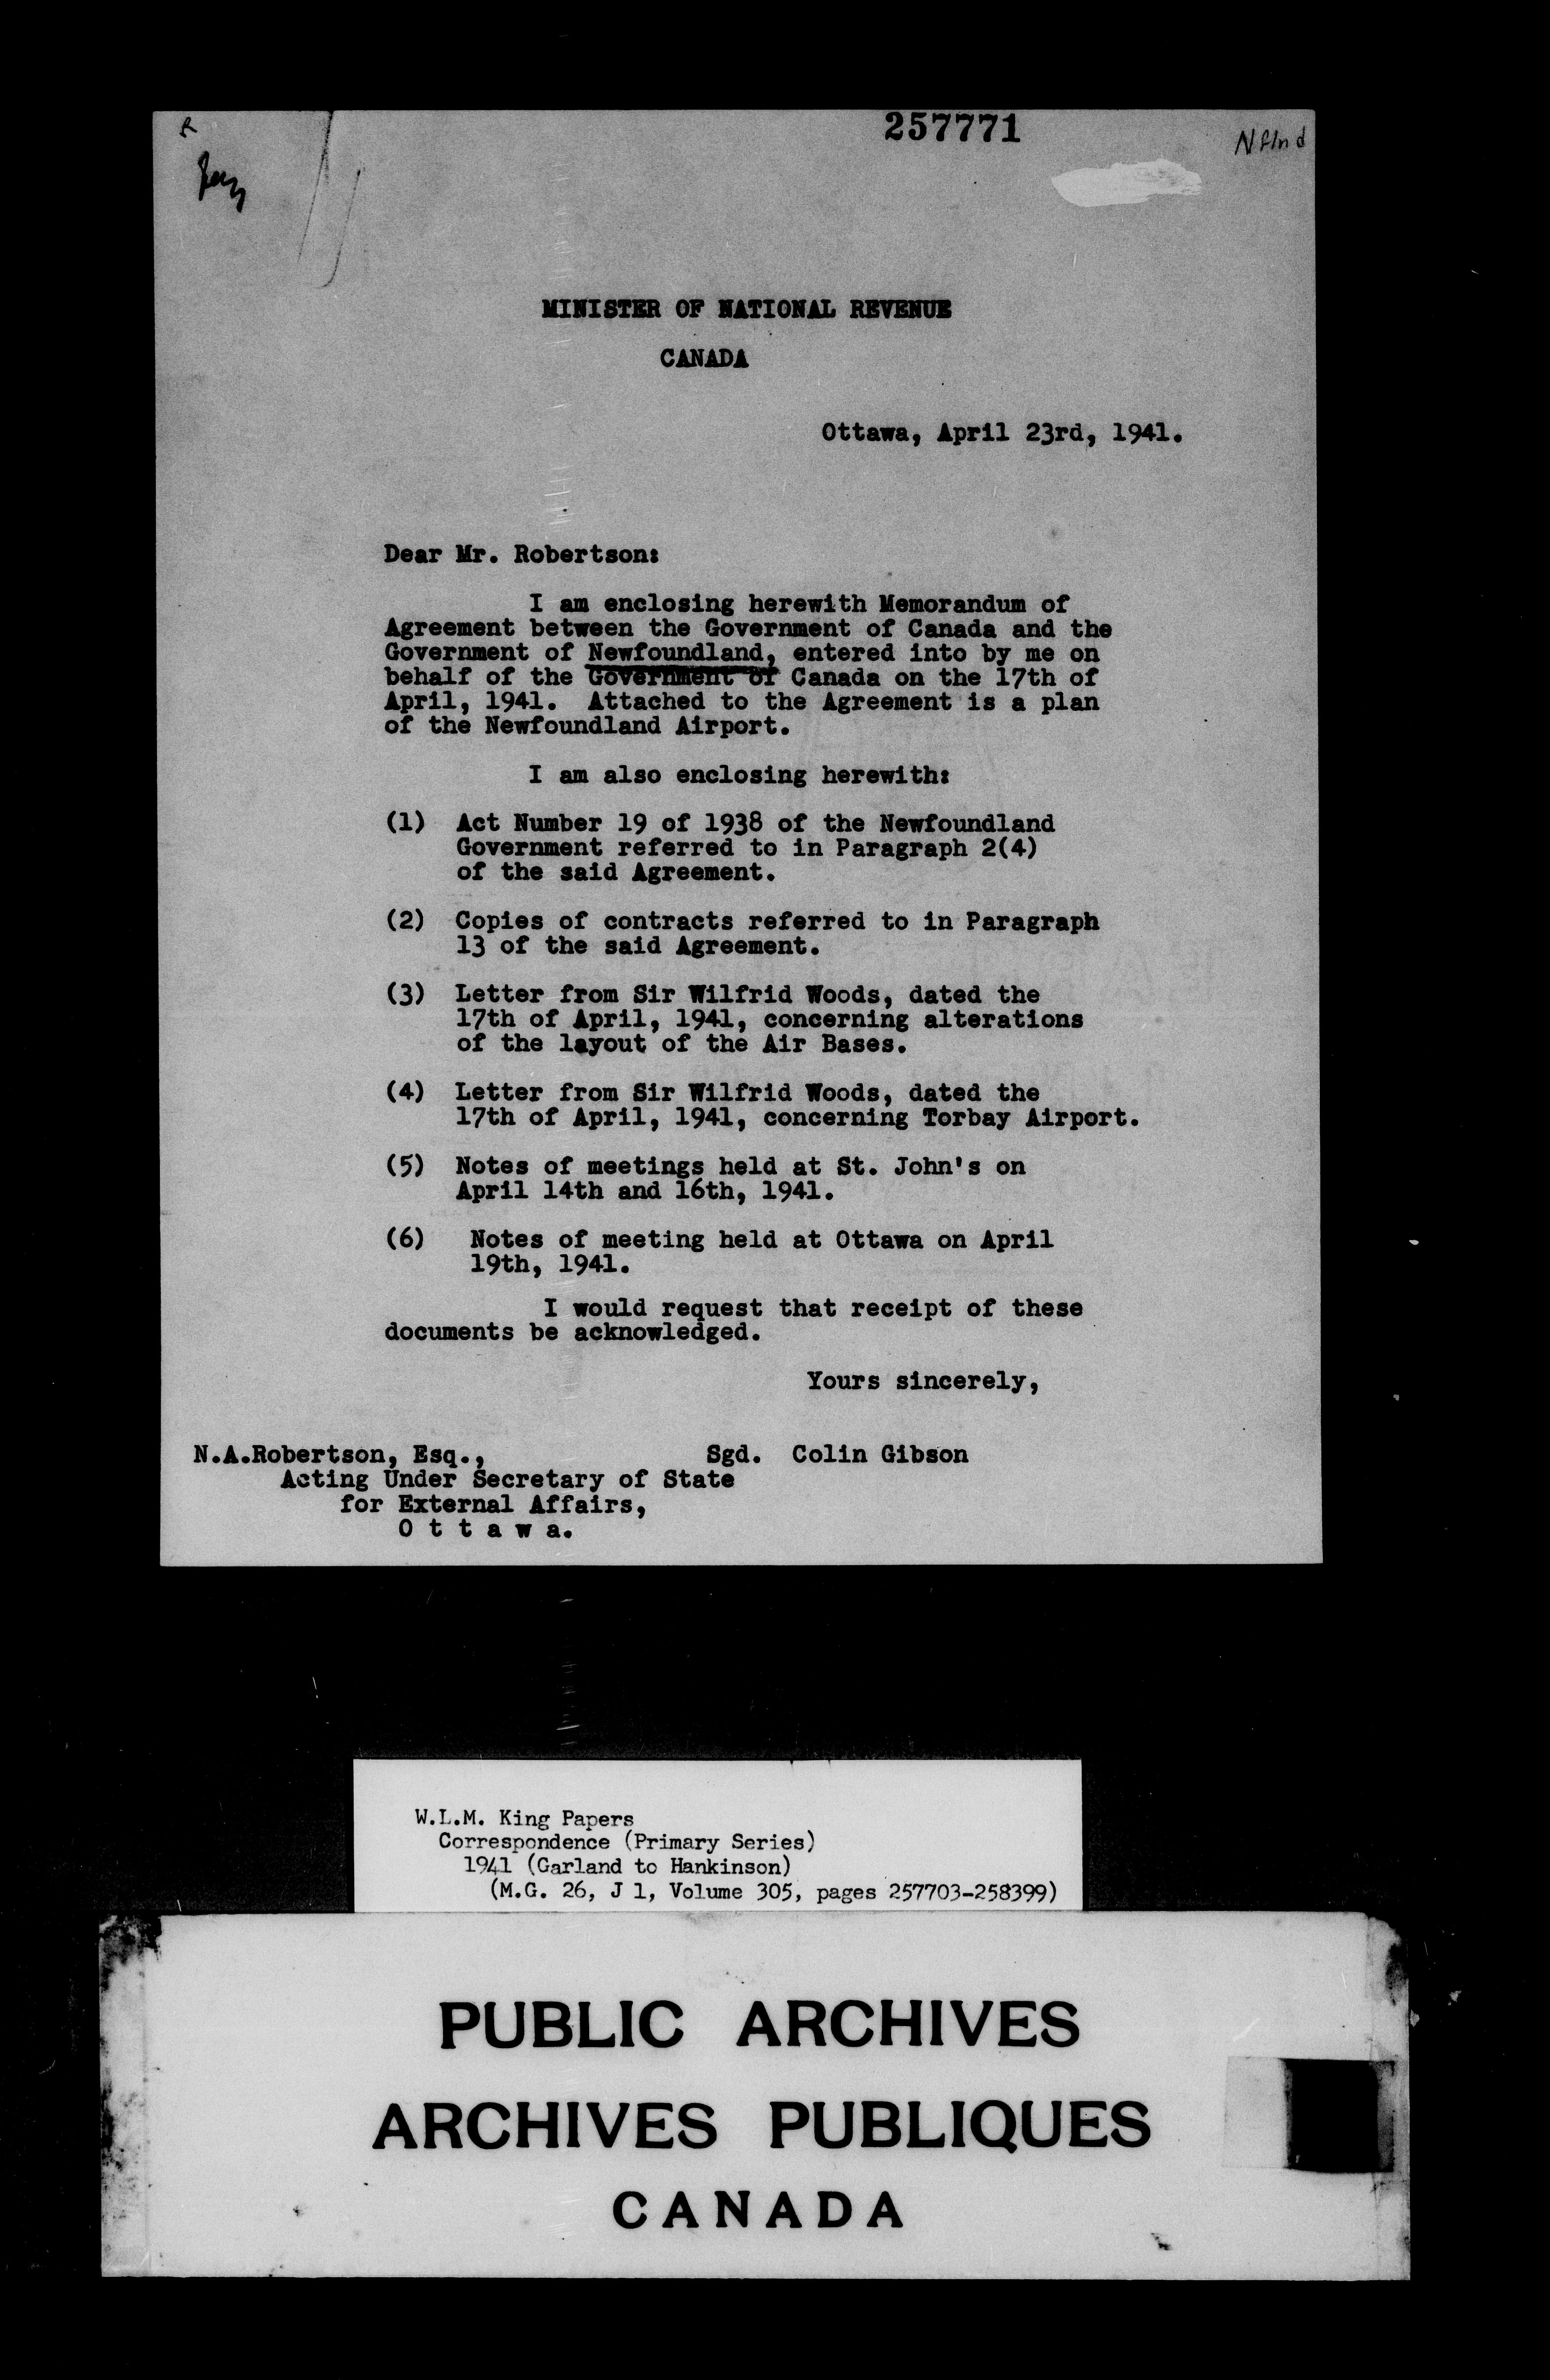 257771
Nflnd
MINISTER OF NATIONAL REVENUE
CANADA
Ottawa, April 23rd, 1941.
Dear Mr. Robertson:
I am enclosing herewith Memorandum of
Agreement between the Government of Canada and the
Government of Newfoundland, entered into by me on
behalf of the Government of Canada on the 17th of
April, 1941. Attached to the Agreement is a plan
of the Newfoundland Airport.
I am also enclosing herewith:
(1) Act Number 19 of 1938 of the Newfoundland
Government referred to in Paragraph 2(4)
of the said Agreement.
(2) Copies of contracts referred to in Paragraph
13 of the said Agreement.
(3) Letter from Sir Wilfrid Woods, dated the
17th of April, 1941, concerning alterations
of the layout of the Air Bases.
(4) Letter from Sir Wilfrid Woods, dated the
17th of April, 1941, concerning Torbay Airport.
(5) Notes of meetings held at St. John's on
April 14th and 16th, 1941.
(6) Notes of meeting held at Ottawa on April
19th, 1941.
I would request that receipt of these
documents be acknowledged.
Yours sincerely,
N.A.Robertson, Esq., Sgd. Colin Gibson
Acting Under Secretary of State
for External Affairs,
O t t a w a.
W.L.M. King Papers
Correspondence (Primary Series)
1941 (Garland to Hankinson)
(M.G. 26, J 1, Volume 305, pages 257703-258399)
PUBLIC ARCHIVES
ARCHIVES PUBLIQUES
CANADA